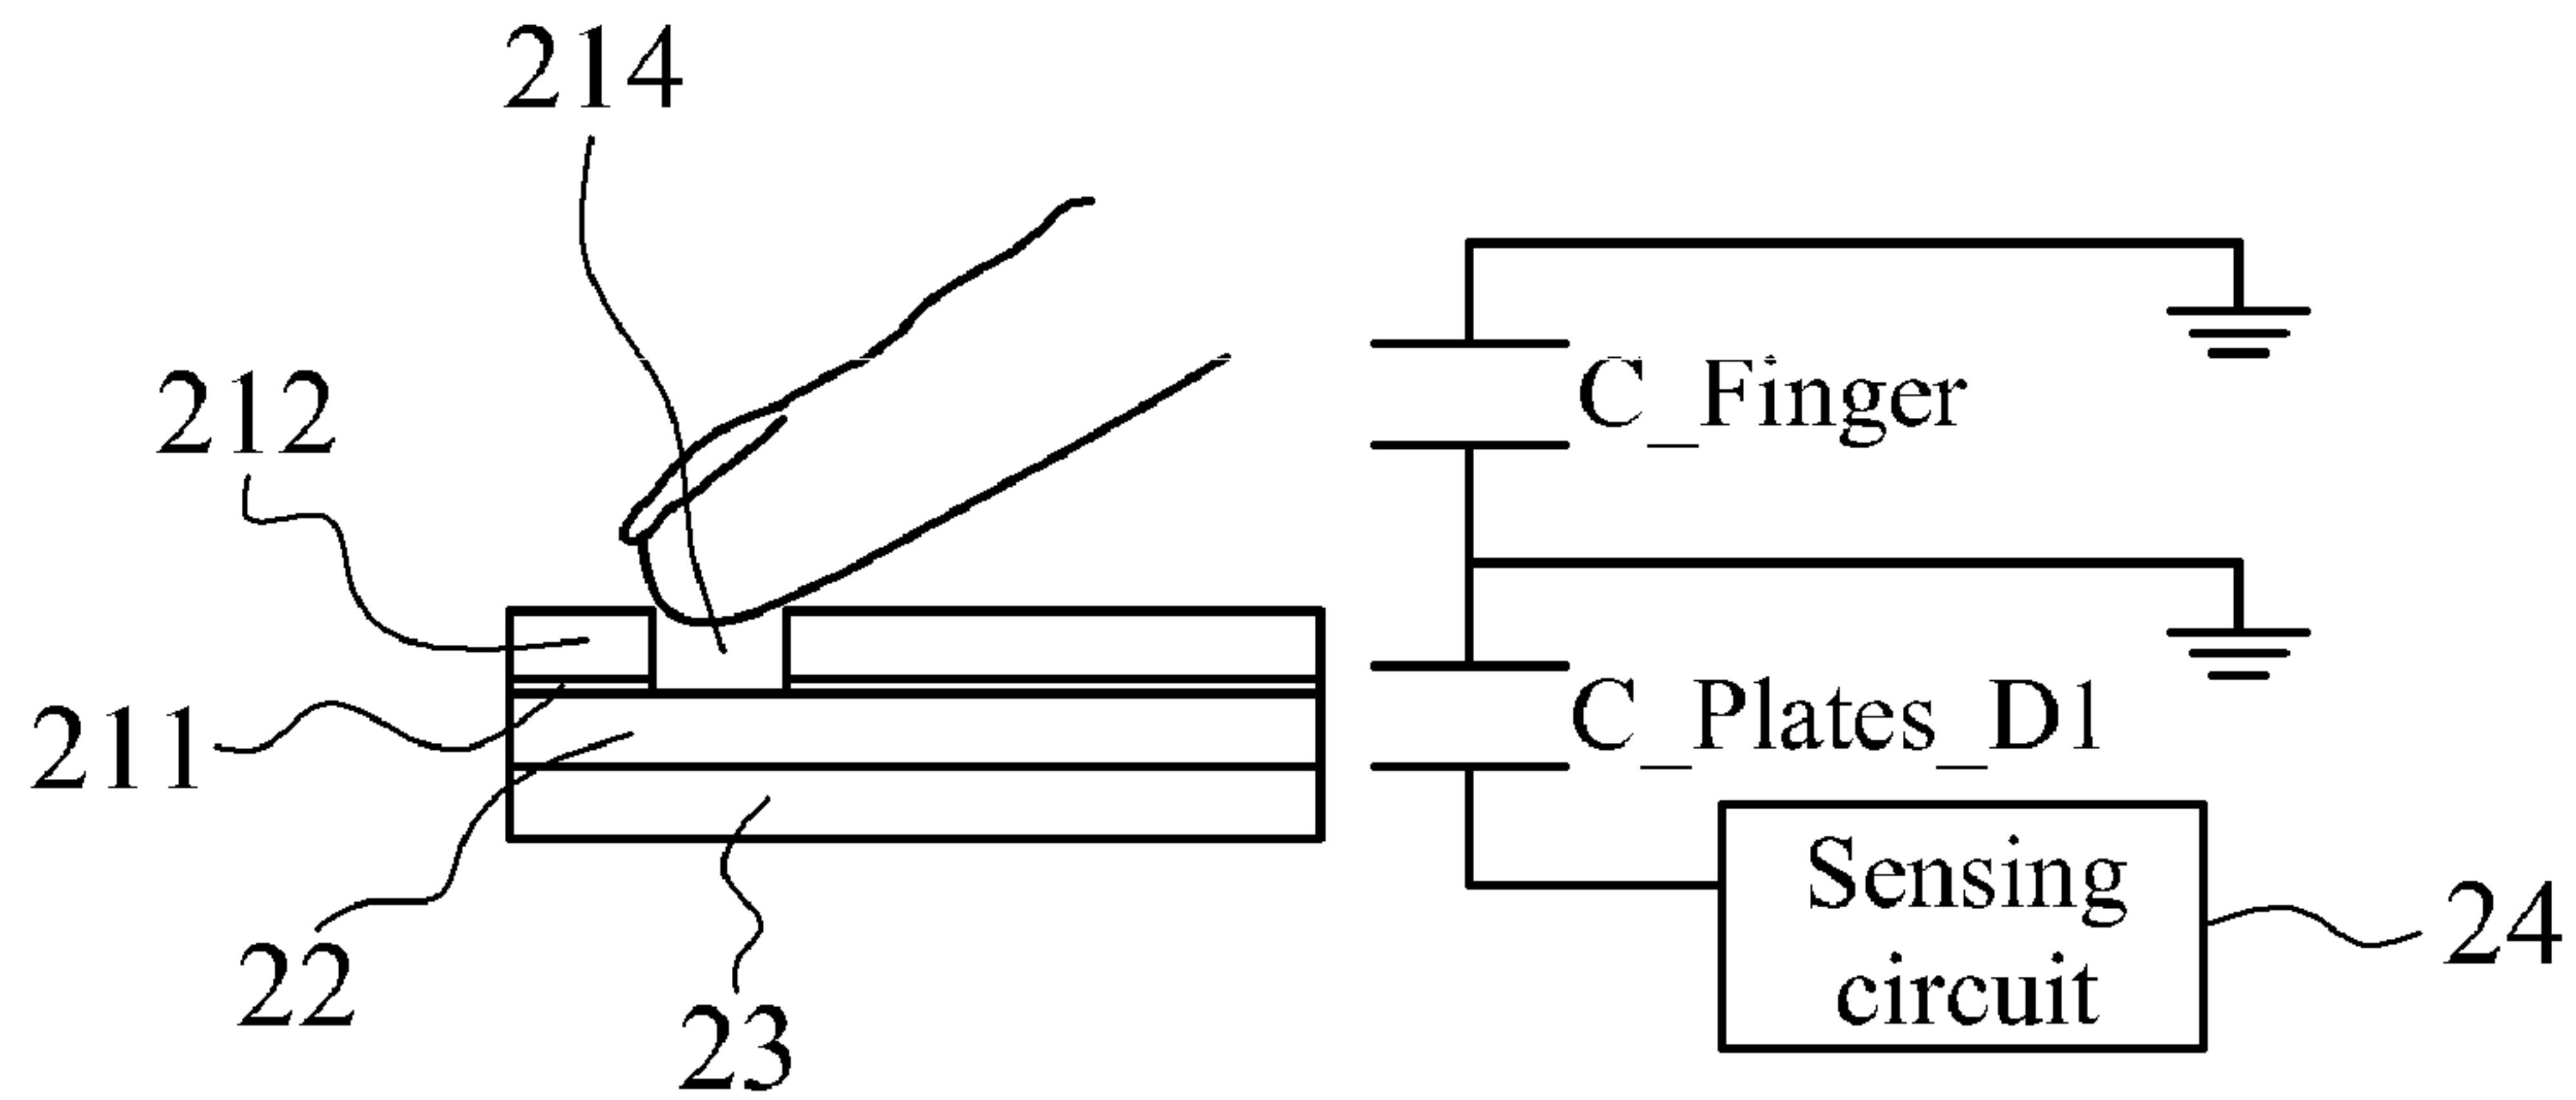 214
C_Finger
212
211
C_Plates_D1
Sensing
circuit
24
22
23